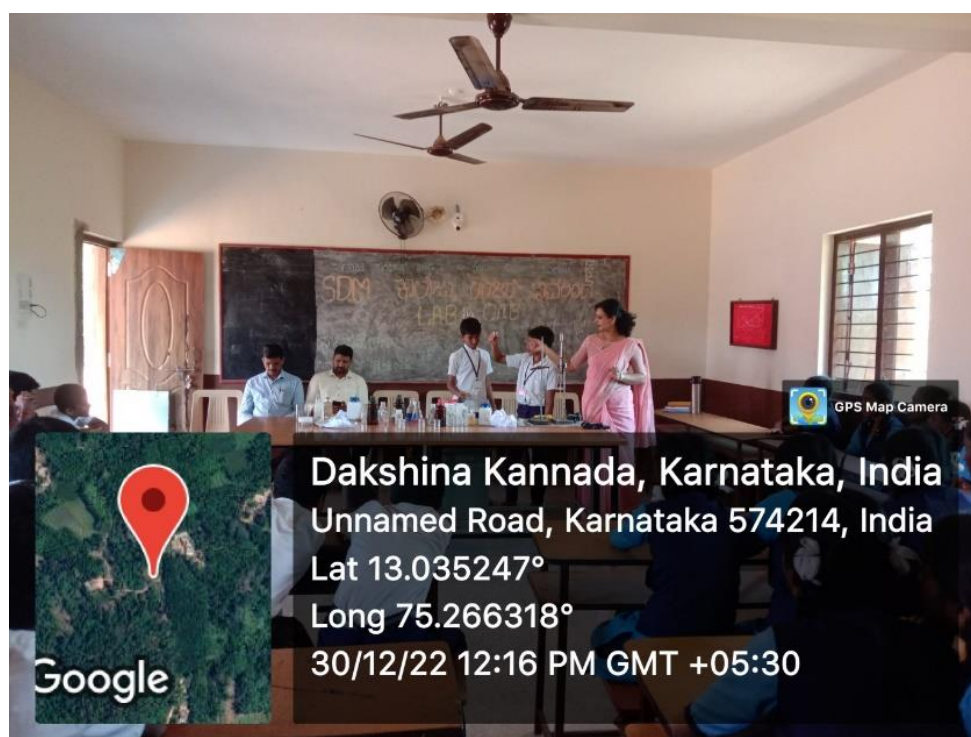 SDM
LAB
GPS Map Camera
Dakshina Kannada, Karnataka, India
Unnamed Road, Karnataka 574214, India
Lat 13.035247°
Long 75.266318°
30/12/22 12:16 PM GMT +05:30
Google